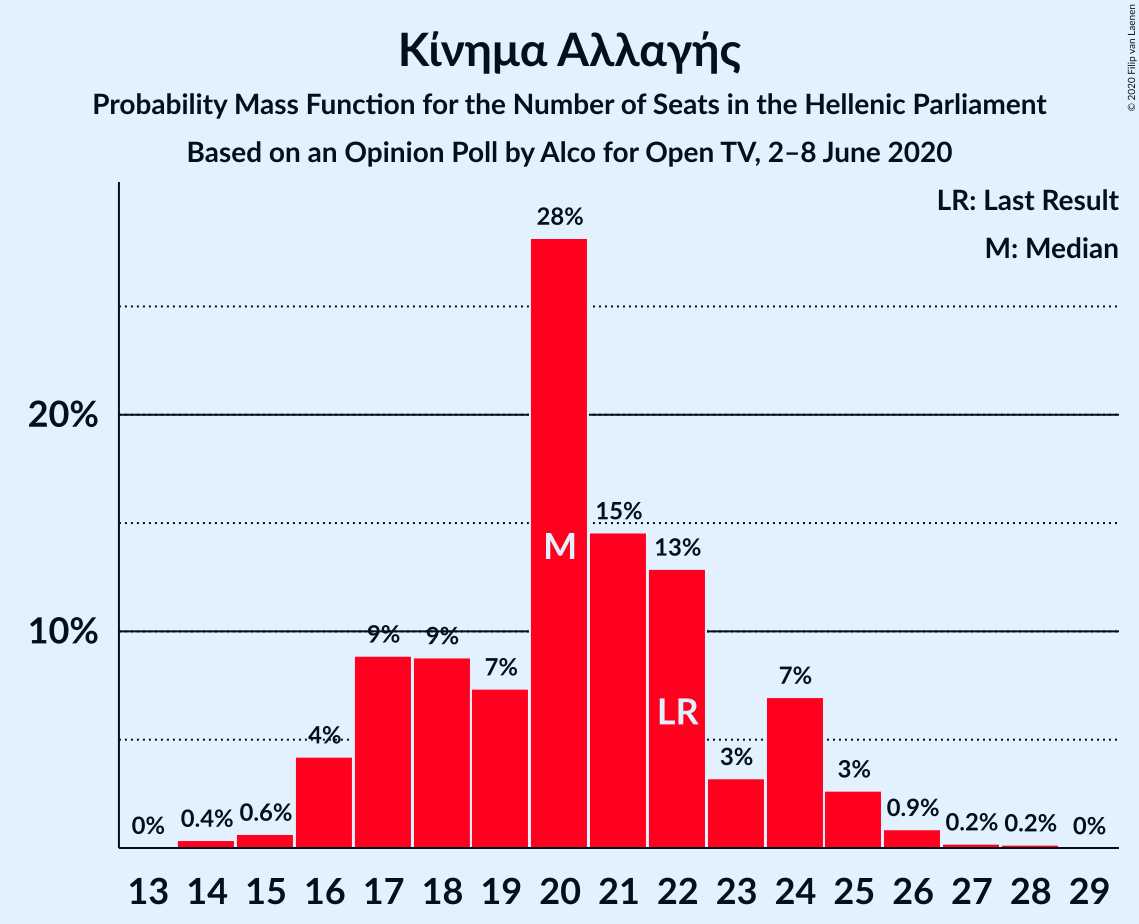 Κίνημα Αλλαγής
Probability Mass Function for the Number of Seats in the Hellenic Parliament
Based on an Opinion Poll by Alco for Open TV, 2–8 June 2020
© 2020 Filip van Laenen
LR: Last Result
M: Median
28%
20%
15%
M
13%
10%
9%
9%
7%
7%
LR
4%
3%
3%
0%
0.4%
0.6%
0.9%
0.2%
0.2%
0%
13 14 15 16 17 18 19 20 21 22 23 24 25 26 27 28 29